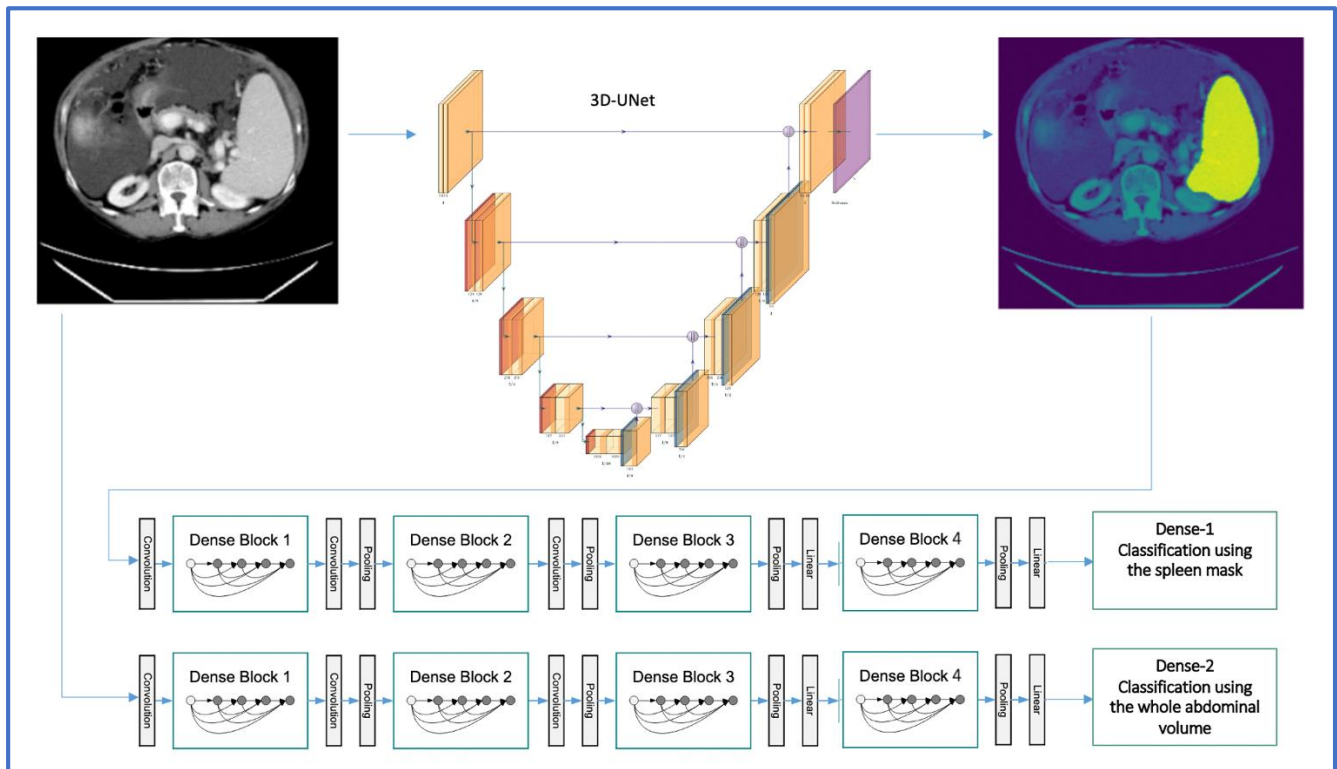 3D-UNet
Convolution
Dense Block 1
Convolution
Pooling
Dense Block 2
Convolution
Pooling
Dense Block 3
Pooling
Linear
Dense Block 4
Pooling
Linear
Dense-1
Classification using
the spleen mask
Convolution
Dense Block 1
Convolution
Pooling
Dense Block 2
Convolution
Pooling
Dense Block 3
Pooling
Linear
Dense Block 4
Pooling
Linear
Dense-2
Classification using
the whole abdominal
volume